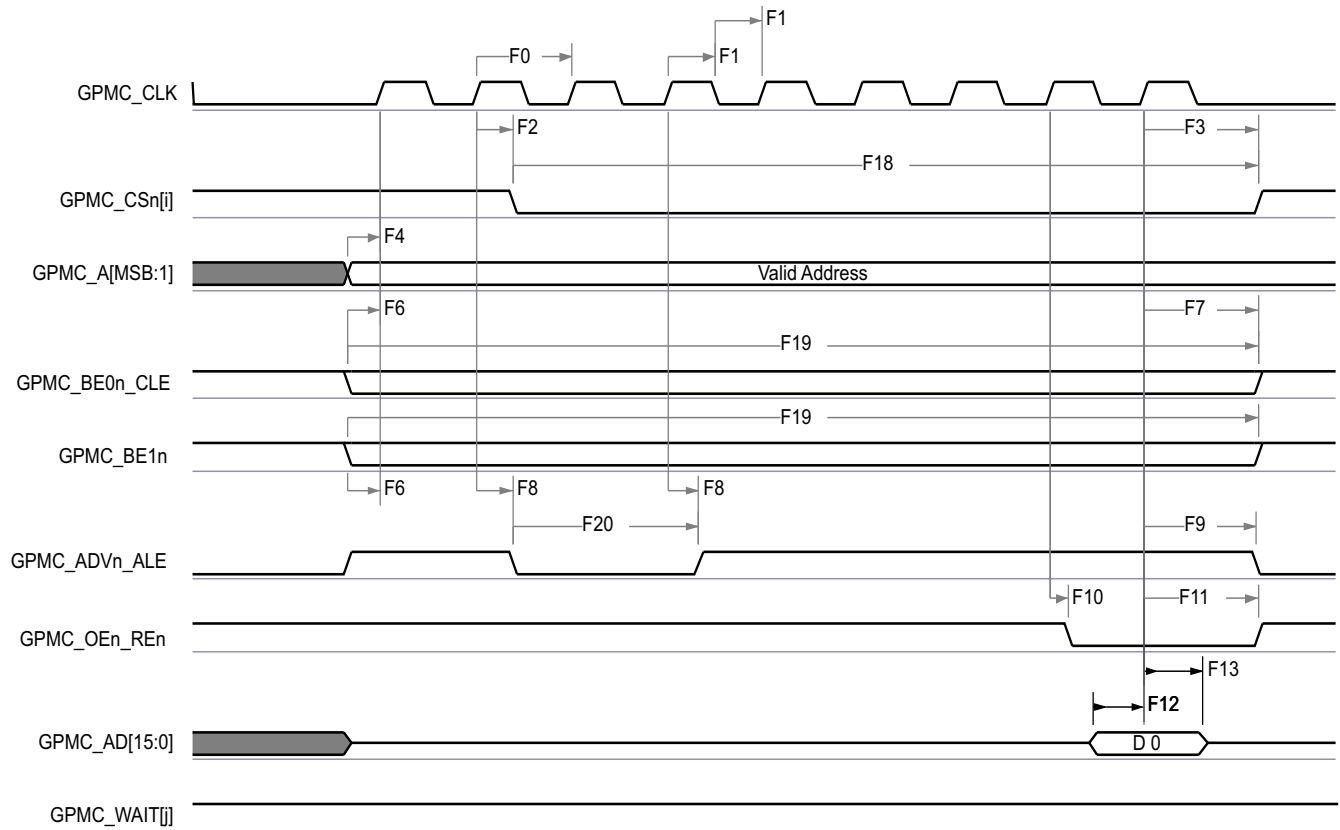 F1
F0
F1
GPMC_CLK
F2
F3
F18
GPMC_CSn[i]
F4
GPMC_A[MSB:1]
Valid Address
F6
F7
F19
GPMC_BE0n_CLE
F19
GPMC_BE1n
F6
F8
F8
F20
F9
GPMC_ADVn_ALE
F10
F11
GPMC_OEn_REn
F13
F12
GPMC_AD[15:0]
D 0
GPMC_WAIT[j]